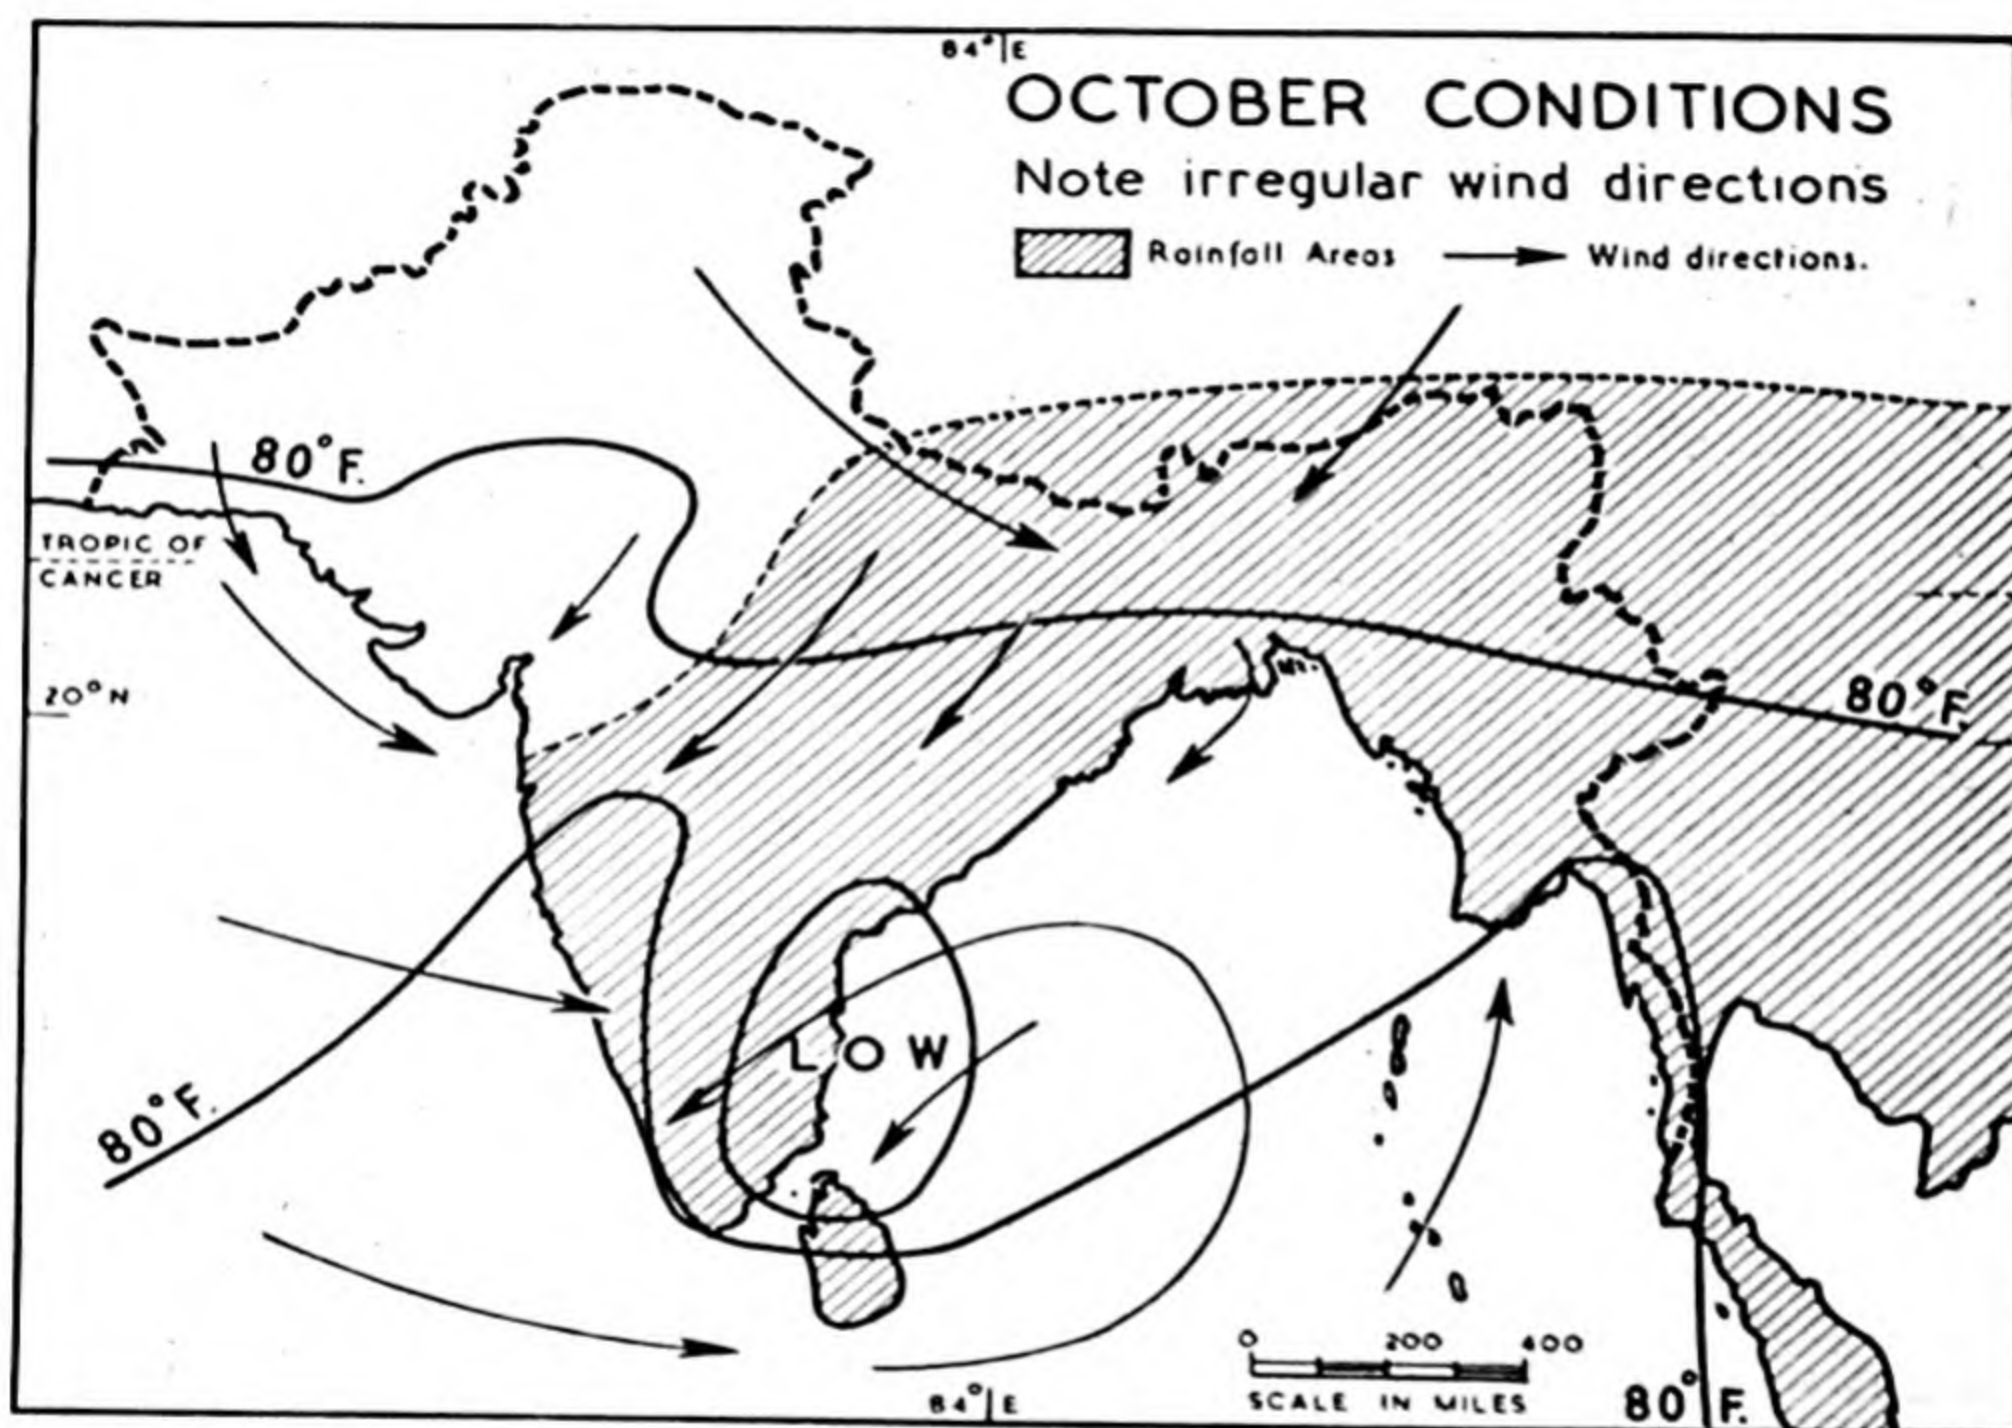 84°E
OCTOBER CONDITIONS
Note irregular wind directions
Rainfall Areas
Wind directions.
80°F.
TROPIC OF
CANCER
20°N
80°F.
LOW
80°F.
0 200 400
SCALE IN MILES
84°E
80°F.